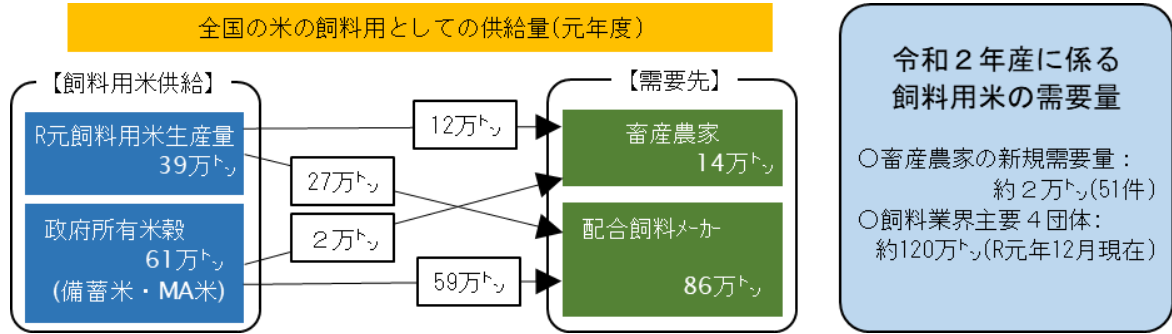 全国の米の飼料用としての供給量(元年度)
【飼料用米供給】
R元飼料用米生産量
39万㌧
政府所有米穀
61万㌧
(備蓄米・MA米)
12万㌧
27万㌧
2万㌧
59万㌧
【需要先】
畜産農家
14万㌧
配合飼料メーカー
86万㌧
令和2年産に係る
飼料用米の需要量
○畜産農家の新規需要量:
約2万㌧(51件)
○飼料業界主要4団体:
約120万㌧(R元年12月現在)